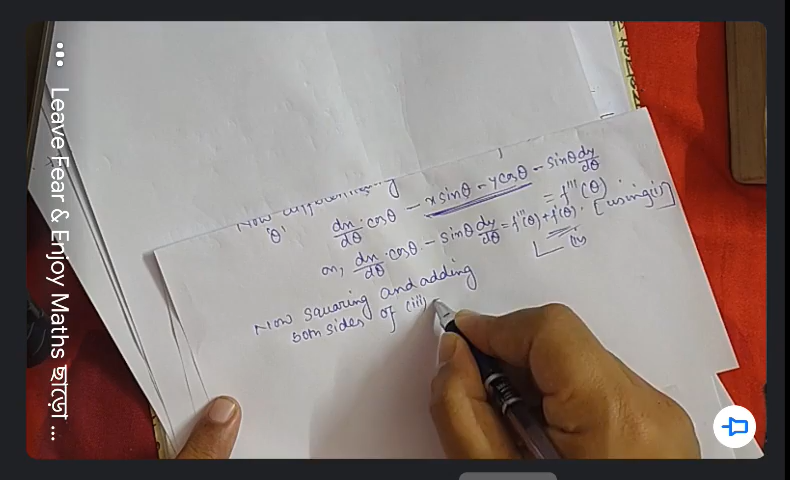 Leave Fear & Enjoy Maths ছাড়ো ...
'θ' dx/dθ · cosθ − x sinθ − y cosθ − sinθ dy/dθ
= f'''(θ) .
or, dx/dθ · cosθ − sinθ dy/dθ = f'''(θ) + f'(θ) . [using (i)]
Now squaring and adding
both sides of (iii)